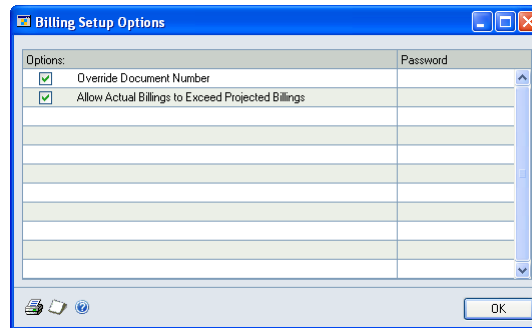 Billing Setup Options
Options: Password
Override Document Number
Allow Actual Billings to Exceed Projected Billings
OK